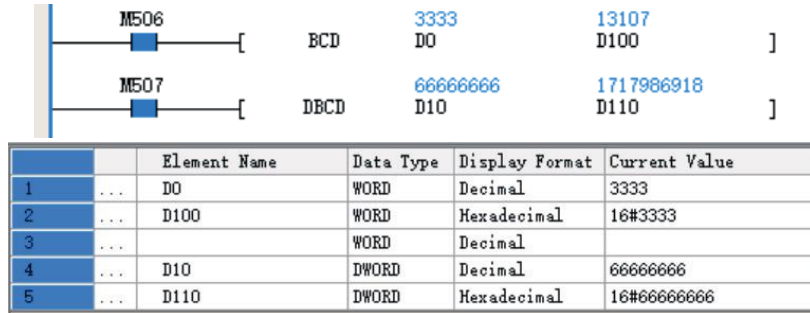 M506 3333 13107
[ BCD D0 D100 ]
M507 66666666 1717986918
[ DBCD D10 D110 ]
Element Name Data Type Display Format Current Value
1 ... D0 WORD Decimal 3333
2 ... D100 WORD Hexadecimal 16#3333
3 ... WORD Decimal
4 ... D10 DWORD Decimal 66666666
5 ... D110 DWORD Hexadecimal 16#66666666